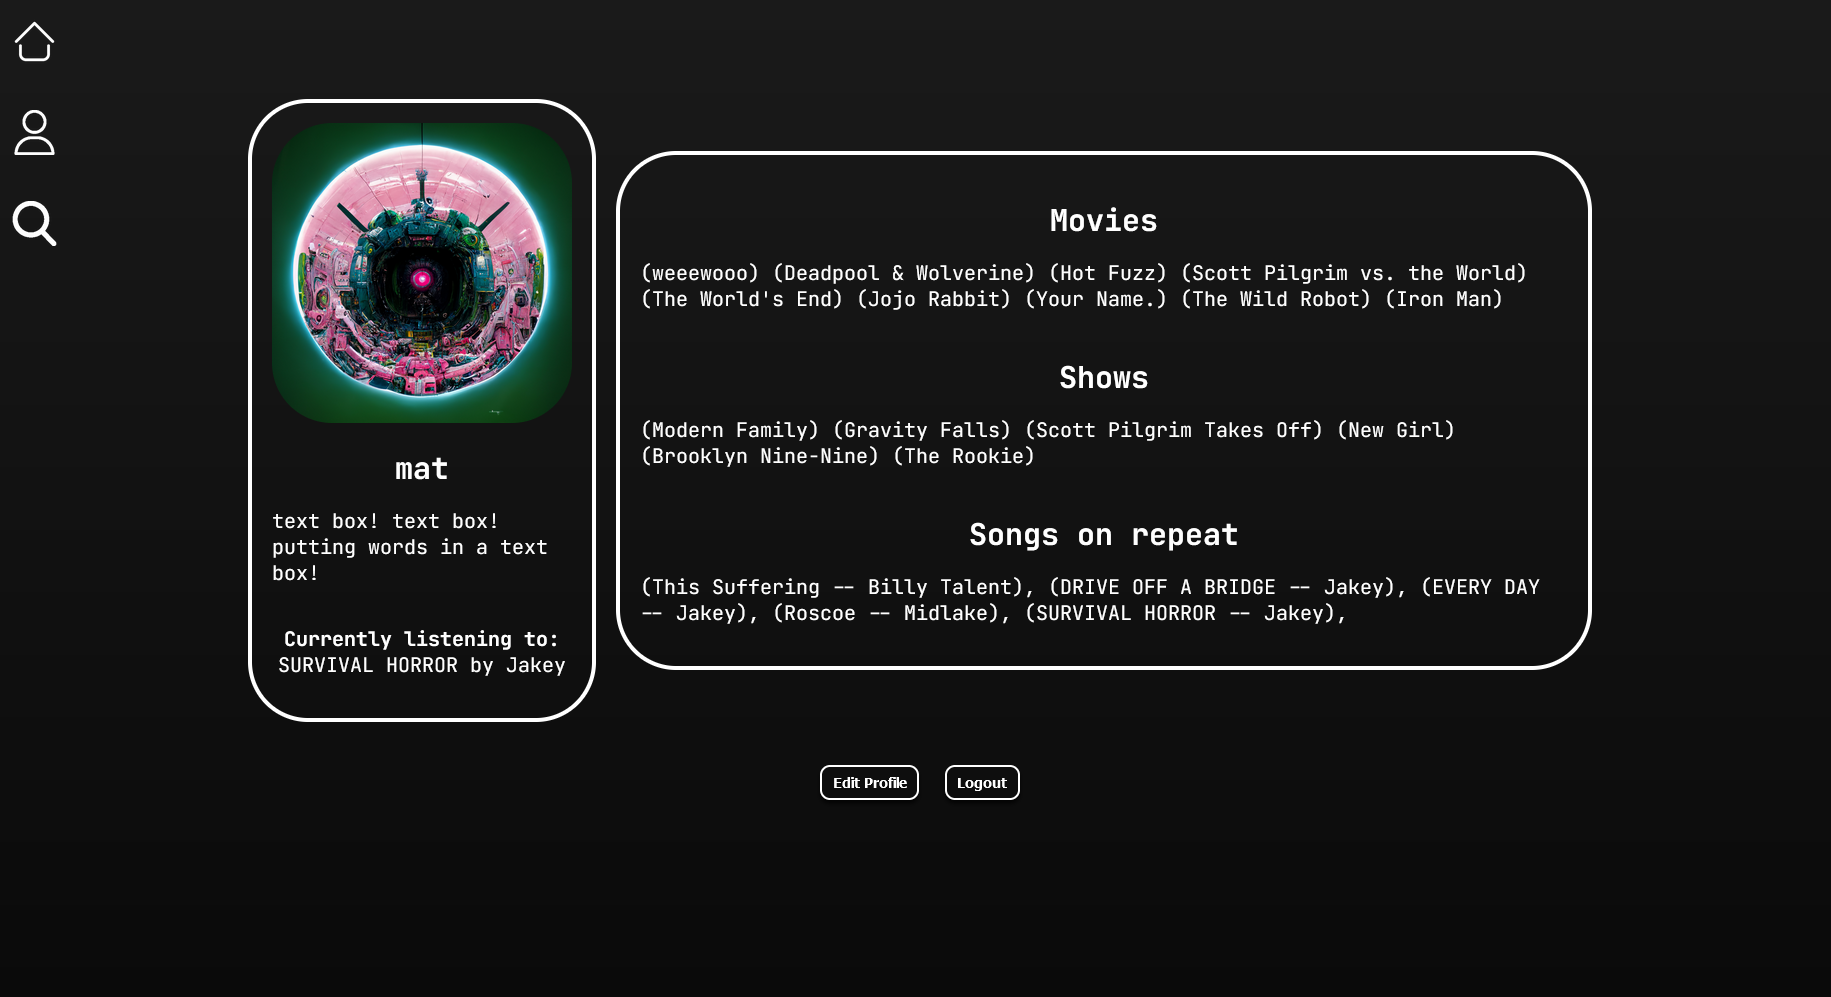 mat
text box! text box!
putting words in a text
box!
Currently listening to:
SURVIVAL HORROR by Jakey
Movies
(weeewooo) (Deadpool & Wolverine) (Hot Fuzz) (Scott Pilgrim vs. the World)
(The World's End) (Jojo Rabbit) (Your Name.) (The Wild Robot) (Iron Man)
Shows
(Modern Family) (Gravity Falls) (Scott Pilgrim Takes Off) (New Girl)
(Brooklyn Nine-Nine) (The Rookie)
Songs on repeat
(This Suffering -- Billy Talent), (DRIVE OFF A BRIDGE -- Jakey), (EVERY DAY
-- Jakey), (Roscoe -- Midlake), (SURVIVAL HORROR -- Jakey),
Edit Profile
Logout